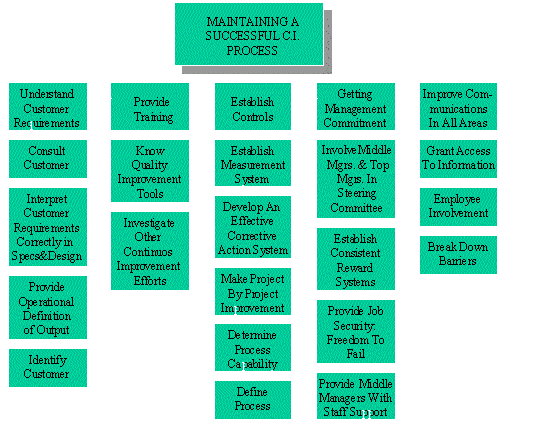 MAINTAINING A
SUCCESSFUL C.I.
PROCESS
Understand
Customer
Requirements
Consult
Customer
Interpret
Customer
Requirements
Correctly in
Specs&Design
Provide
Operational
Definition
of Output
Identify
Customer
Provide
Training
Know
Quality
Improvement
Tools
Investigate
Other
Continuos
Improvement
Efforts
Establish
Controls
Establish
Measurement
System
Develop An
Effective
Corrective
Action System
Make Project
By Project
Improvement
Determine
Process
Capability
Define
Process
Getting
Management
Commitment
Involve Middle
Mgrs. & Top
Mgrs. In
Steering
Committee
Establish
Consistent
Reward
Systems
Provide Job
Security;
Freedom To
Fail
Provide Middle
Managers With
Staff Support
Improve Com-
munications
In All Areas
Grant Access
To Information
Employee
Involvement
Break Down
Barriers